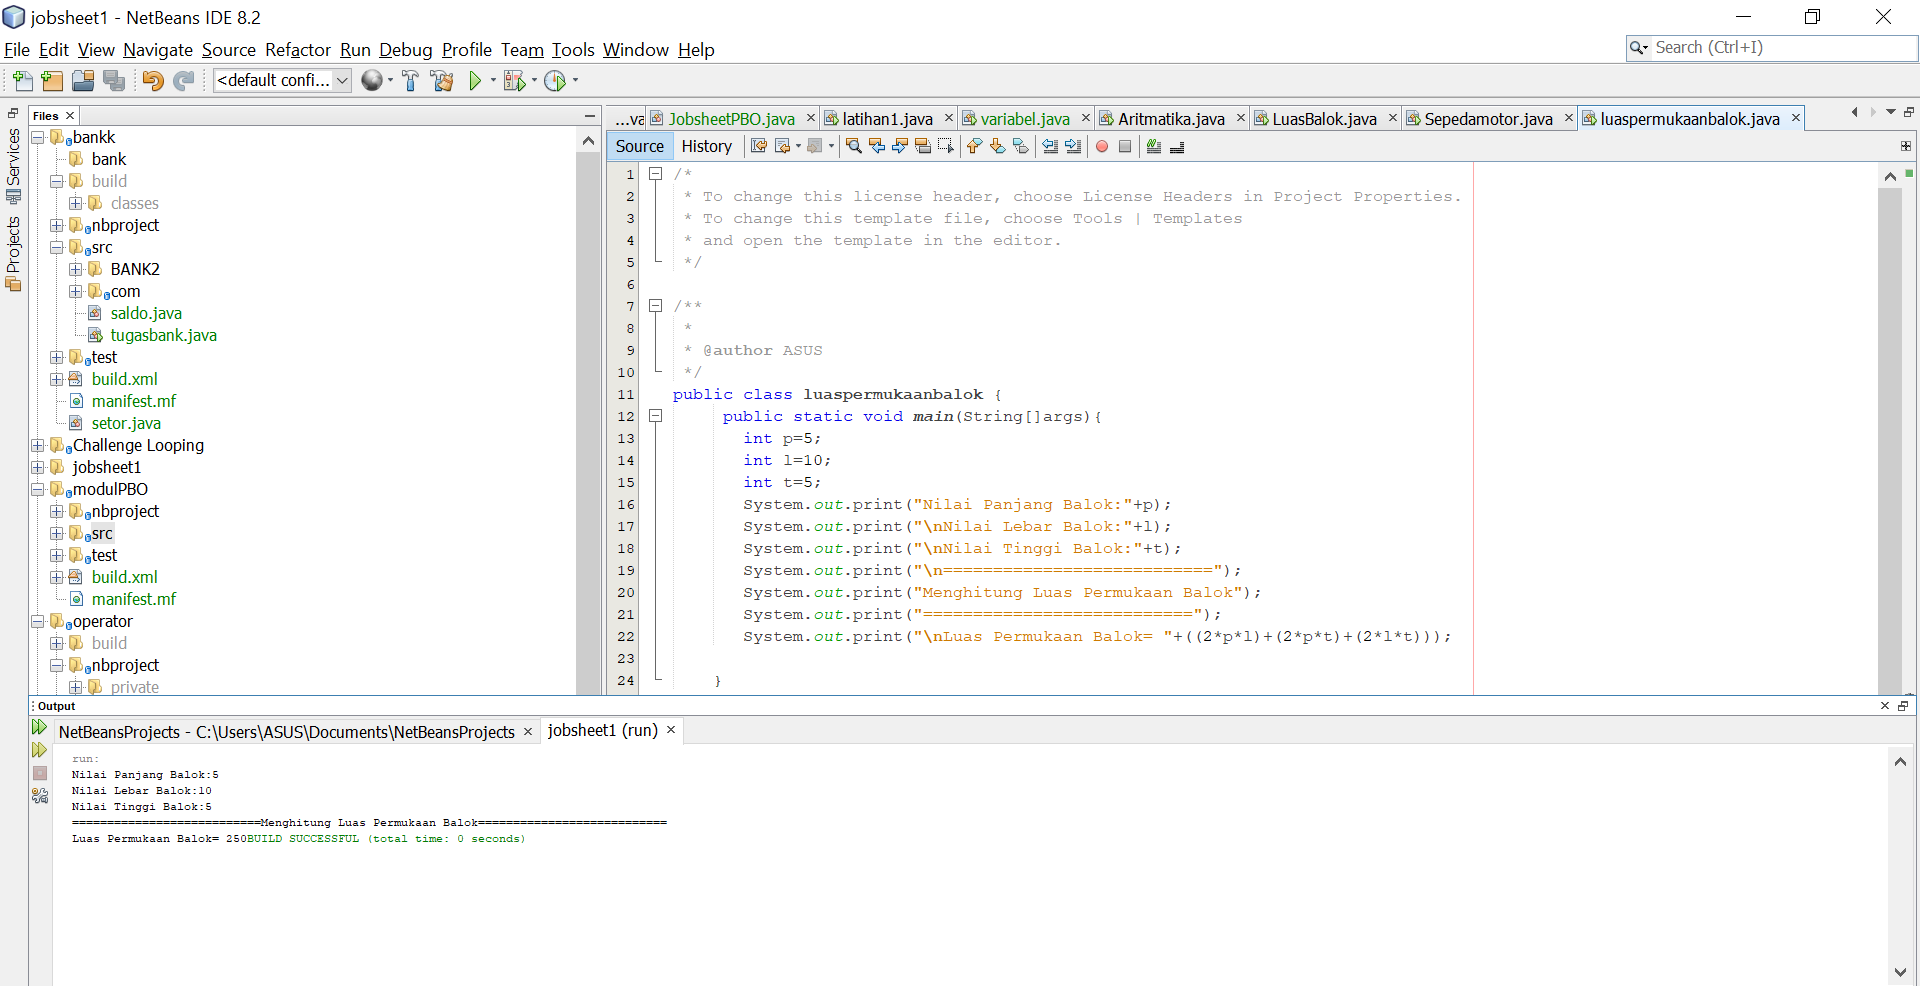 jobsheet1 - NetBeans IDE 8.2
File Edit View Navigate Source Refactor Run Debug Profile Team Tools Window Help
Search (Ctrl+I)
<default confi...
Services
Projects
Files
bankk
bank
build
classes
nbproject
src
BANK2
com
saldo.java
tugasbank.java
test
build.xml
manifest.mf
setor.java
Challenge Looping
jobsheet1
modulPBO
nbproject
src
test
build.xml
manifest.mf
operator
build
nbproject
private
...va JobsheetPBO.java latihan1.java variabel.java Aritmatika.java LuasBalok.java Sepedamotor.java luaspermukaanbalok.java
Source History
1 /*
2 * To change this license header, choose License Headers in Project Properties.
3 * To change this template file, choose Tools | Templates
4 * and open the template in the editor.
5 */
6
7 /**
8 *
9 * @author ASUS
10 */
11 public class luaspermukaanbalok {
12 public static void main(String[]args){
13 int p=5;
14 int l=10;
15 int t=5;
16 System.out.print("Nilai Panjang Balok:"+p);
17 System.out.print("\nNilai Lebar Balok:"+l);
18 System.out.print("\nNilai Tinggi Balok:"+t);
19 System.out.print("\n===========================");
20 System.out.print("Menghitung Luas Permukaan Balok");
21 System.out.print("===========================");
22 System.out.print("\nLuas Permukaan Balok= "+((2*p*l)+(2*p*t)+(2*l*t)));
23
24 }
Output
NetBeansProjects - C:\Users\ASUS\Documents\NetBeansProjects jobsheet1 (run)
run:
Nilai Panjang Balok:5
Nilai Lebar Balok:10
Nilai Tinggi Balok:5
===========================Menghitung Luas Permukaan Balok===========================
Luas Permukaan Balok= 250BUILD SUCCESSFUL (total time: 0 seconds)